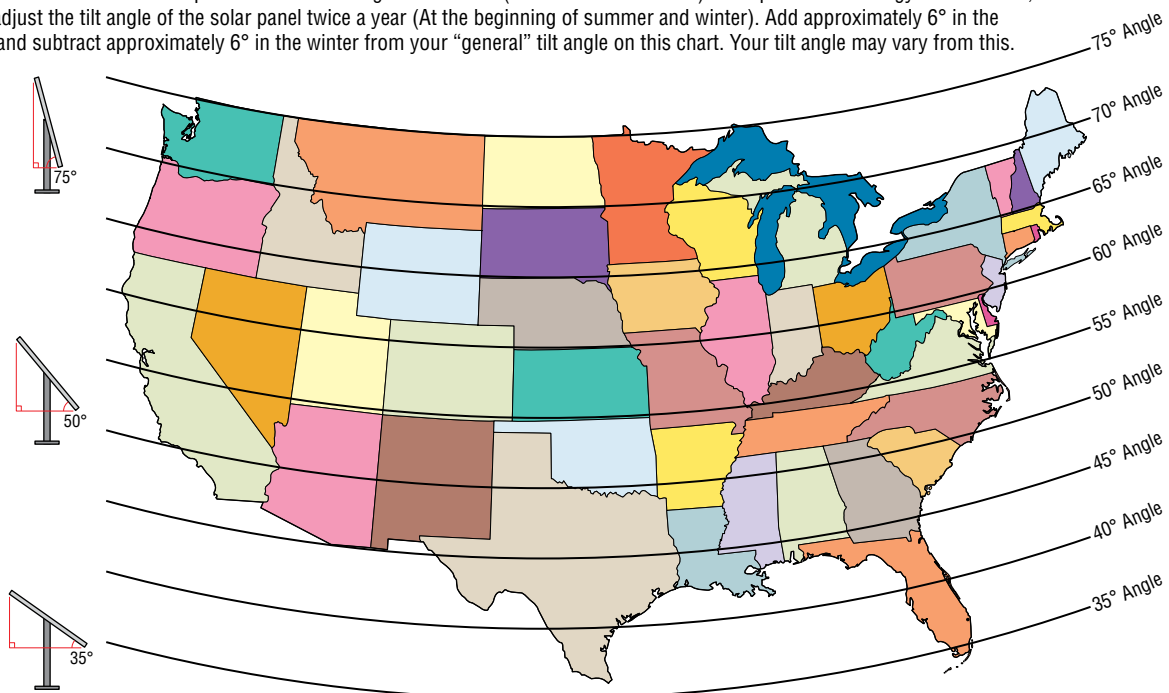 adjust the tilt angle of the solar panel twice a year (At the beginning of summer and winter). Add approximately 6° in the
and subtract approximately 6° in the winter from your “general” tilt angle on this chart. Your tilt angle may vary from this.
75° Angle
70° Angle
65° Angle
60° Angle
55° Angle
50° Angle
45° Angle
40° Angle
35° Angle
75°
50°
35°